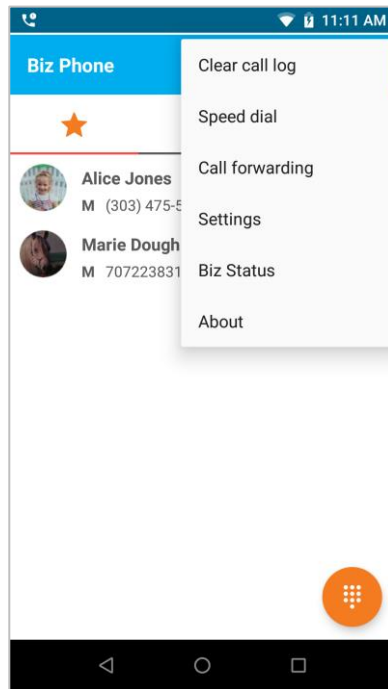 11:11 AM
Biz Phone
Clear call log
Speed dial
Call forwarding
Settings
Biz Status
About
Alice Jones
M (303) 475-5
Marie Dough
M 707223831